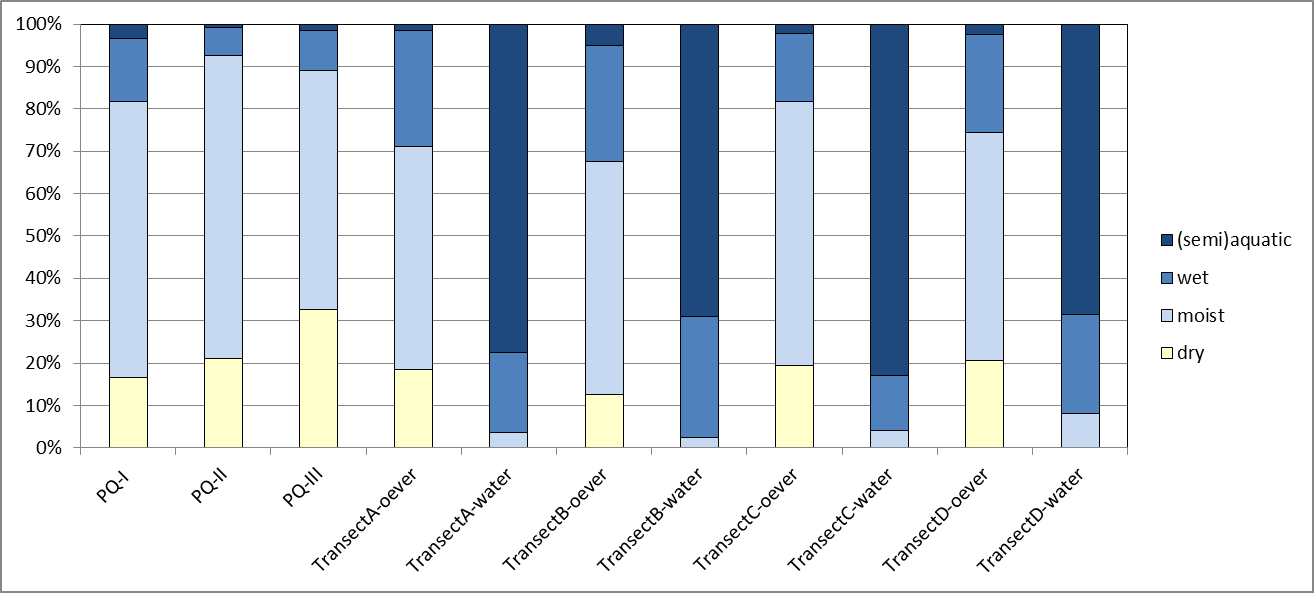 100%
90%
80%
70%
60%
50%
40%
30%
20%
10%
0%
PQ-I
PQ-II
PQ-III
TransectA-oever
TransectA-water
TransectB-oever
TransectB-water
TransectC-oever
TransectC-water
TransectD-oever
TransectD-water
(semi)aquatic
wet
moist
dry